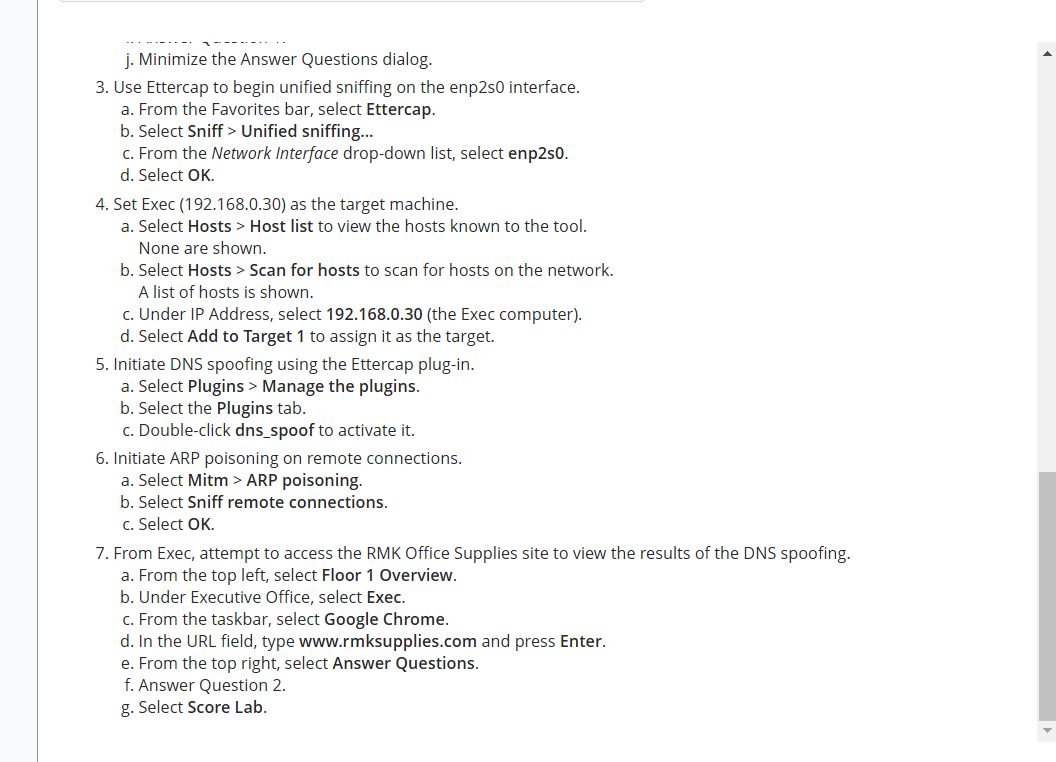 j. Minimize the Answer Questions dialog.
3. Use Ettercap to begin unified sniffing on the enp2s0 interface.
a. From the Favorites bar, select Ettercap.
b. Select Sniff > Unified sniffing...
c. From the Network Interface drop-down list, select enp2s0.
d. Select OK.
4. Set Exec (192.168.0.30) as the target machine.
a. Select Hosts > Host list to view the hosts known to the tool.
None are shown.
b. Select Hosts > Scan for hosts to scan for hosts on the network.
A list of hosts is shown.
c. Under IP Address, select 192.168.0.30 (the Exec computer).
d. Select Add to Target 1 to assign it as the target.
5. Initiate DNS spoofing using the Ettercap plug-in.
a. Select Plugins > Manage the plugins.
b. Select the Plugins tab.
c. Double-click dns_spoof to activate it.
6. Initiate ARP poisoning on remote connections.
a. Select Mitm > ARP poisoning.
b. Select Sniff remote connections.
c. Select OK.
7. From Exec, attempt to access the RMK Office Supplies site to view the results of the DNS spoofing.
a. From the top left, select Floor 1 Overview.
b. Under Executive Office, select Exec.
c. From the taskbar, select Google Chrome.
d. In the URL field, type www.rmksupplies.com and press Enter.
e. From the top right, select Answer Questions.
f. Answer Question 2.
g. Select Score Lab.